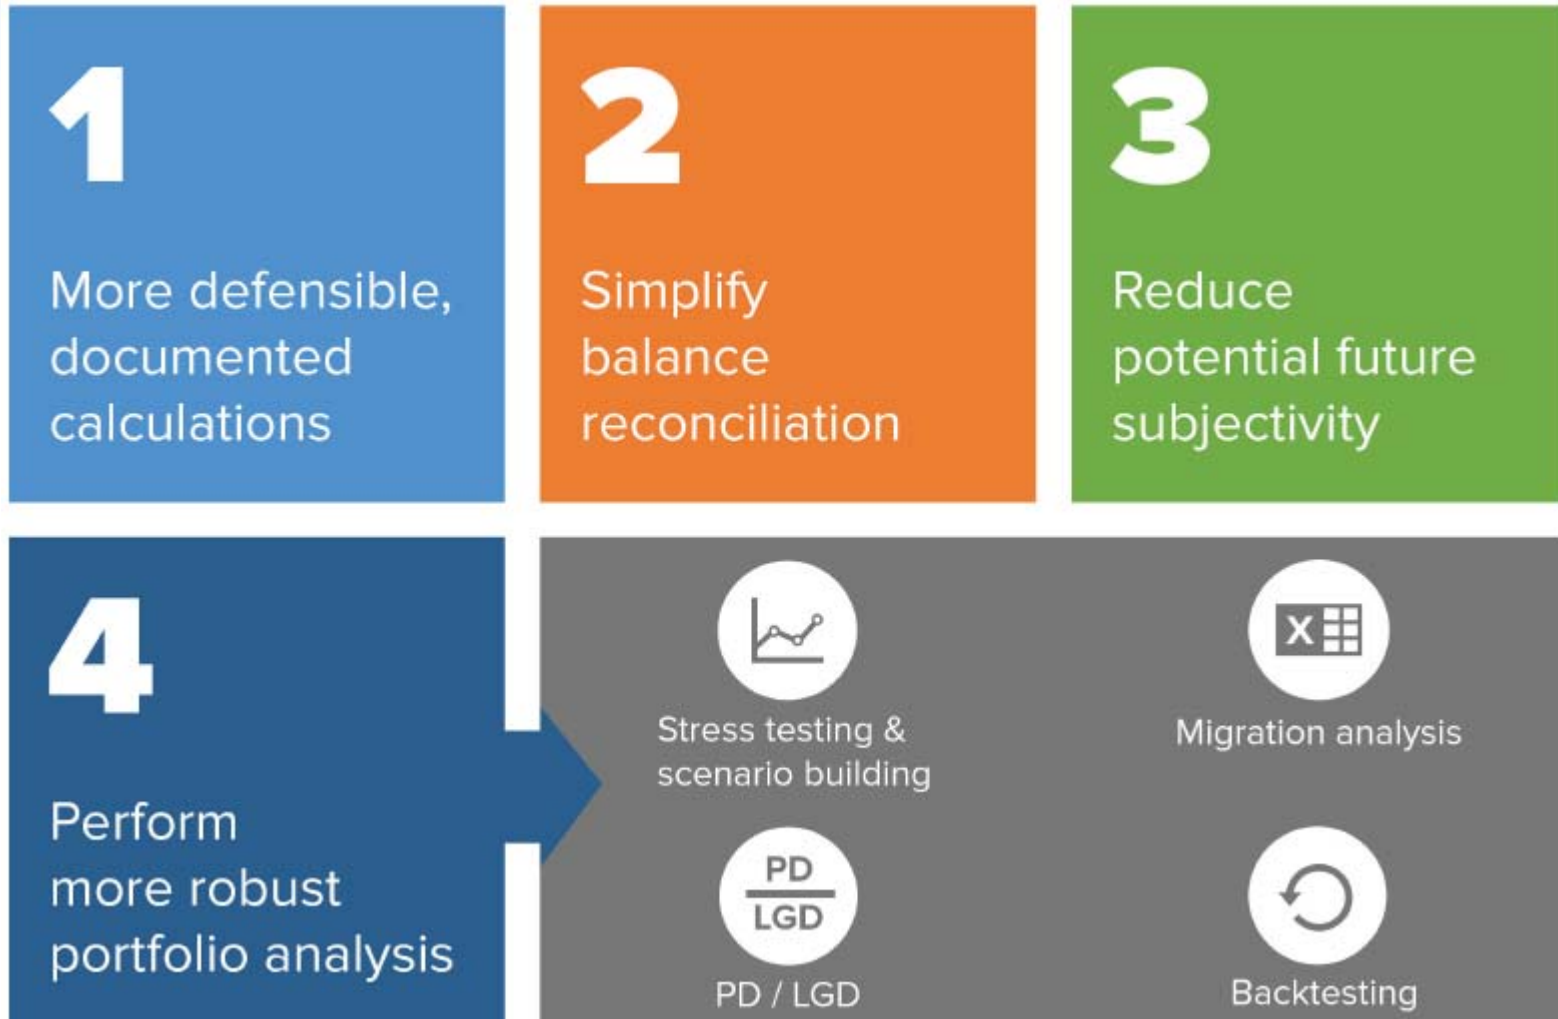 1
More defensible,
documented
calculations
2
Simplify
balance
reconciliation
3
Reduce
potential future
subjectivity
4
Perform
more robust
portfolio analysis
Stress testing &
scenario building
X
Migration analysis
PD
LGD
PD / LGD
Backtesting